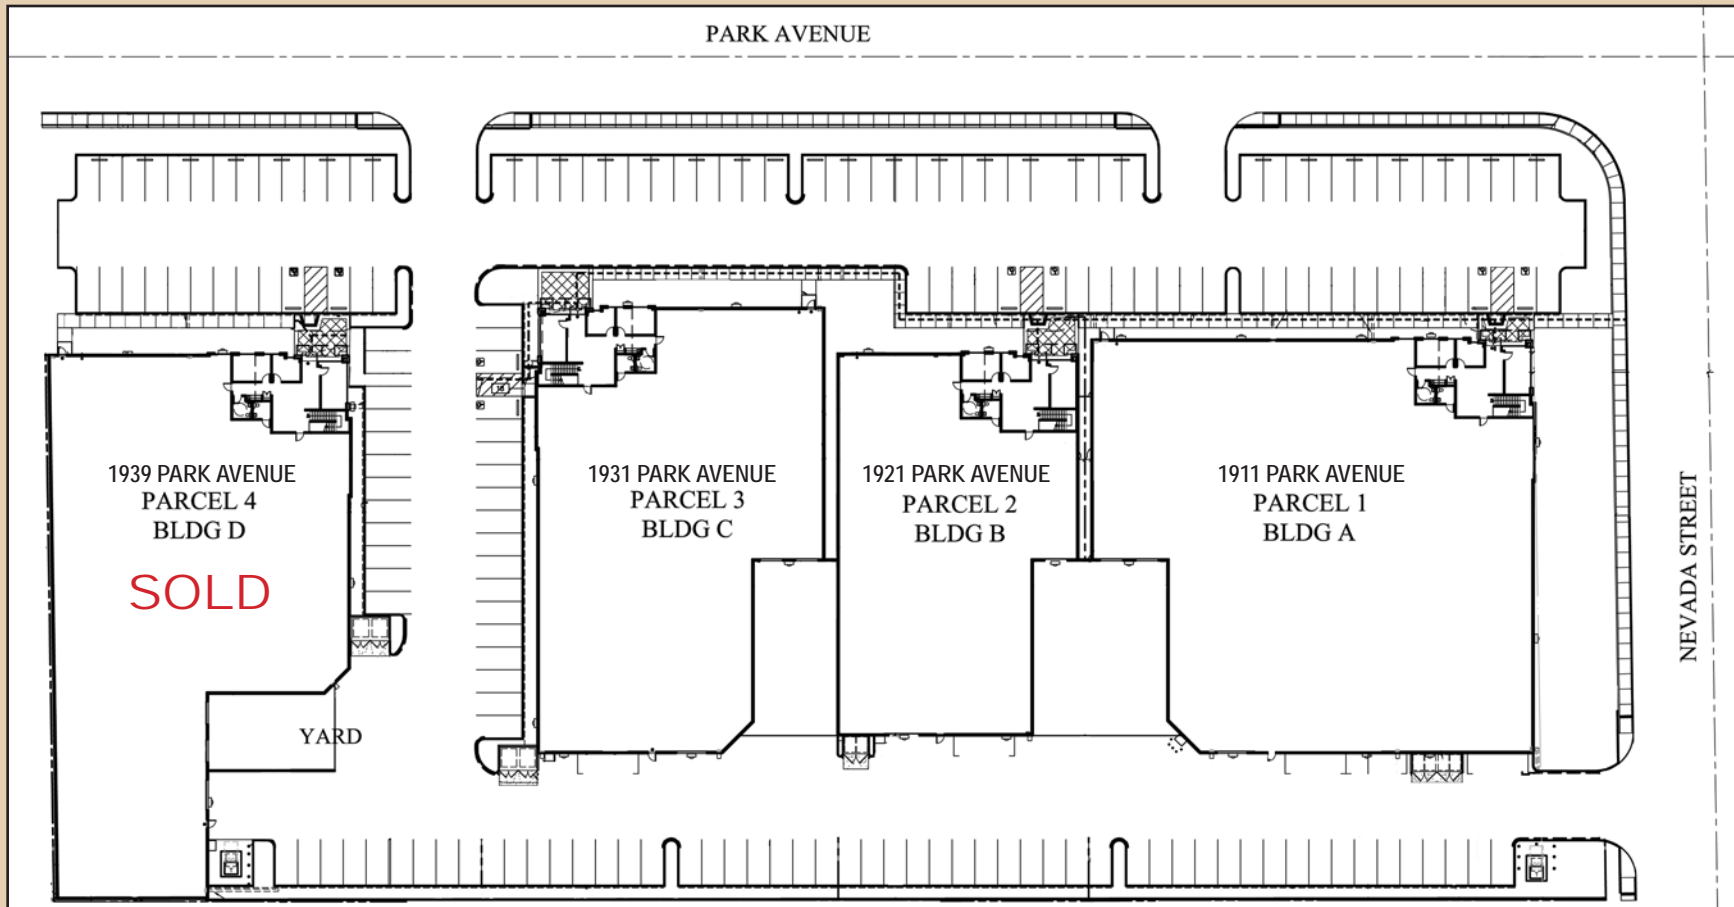 PARK AVENUE
1939 PARK AVENUE
PARCEL 4
BLDG D
SOLD
YARD
1931 PARK AVENUE
PARCEL 3
BLDG C
1921 PARK AVENUE
PARCEL 2
BLDG B
1911 PARK AVENUE
PARCEL 1
BLDG A
NEVADA STREET